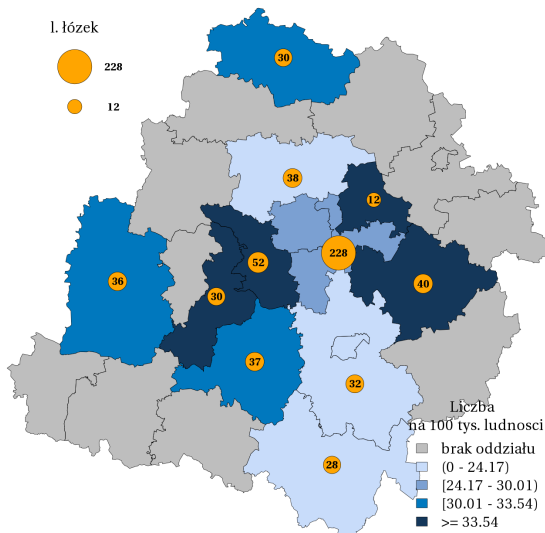 l. łózek
228
12
30
38
12
228
52
36
30
40
37
32
28
Liczba
na 100 tys. ludnosci
brak oddziału
(0 - 24.17)
[24.17 - 30.01)
[30.01 - 33.54)
>= 33.54